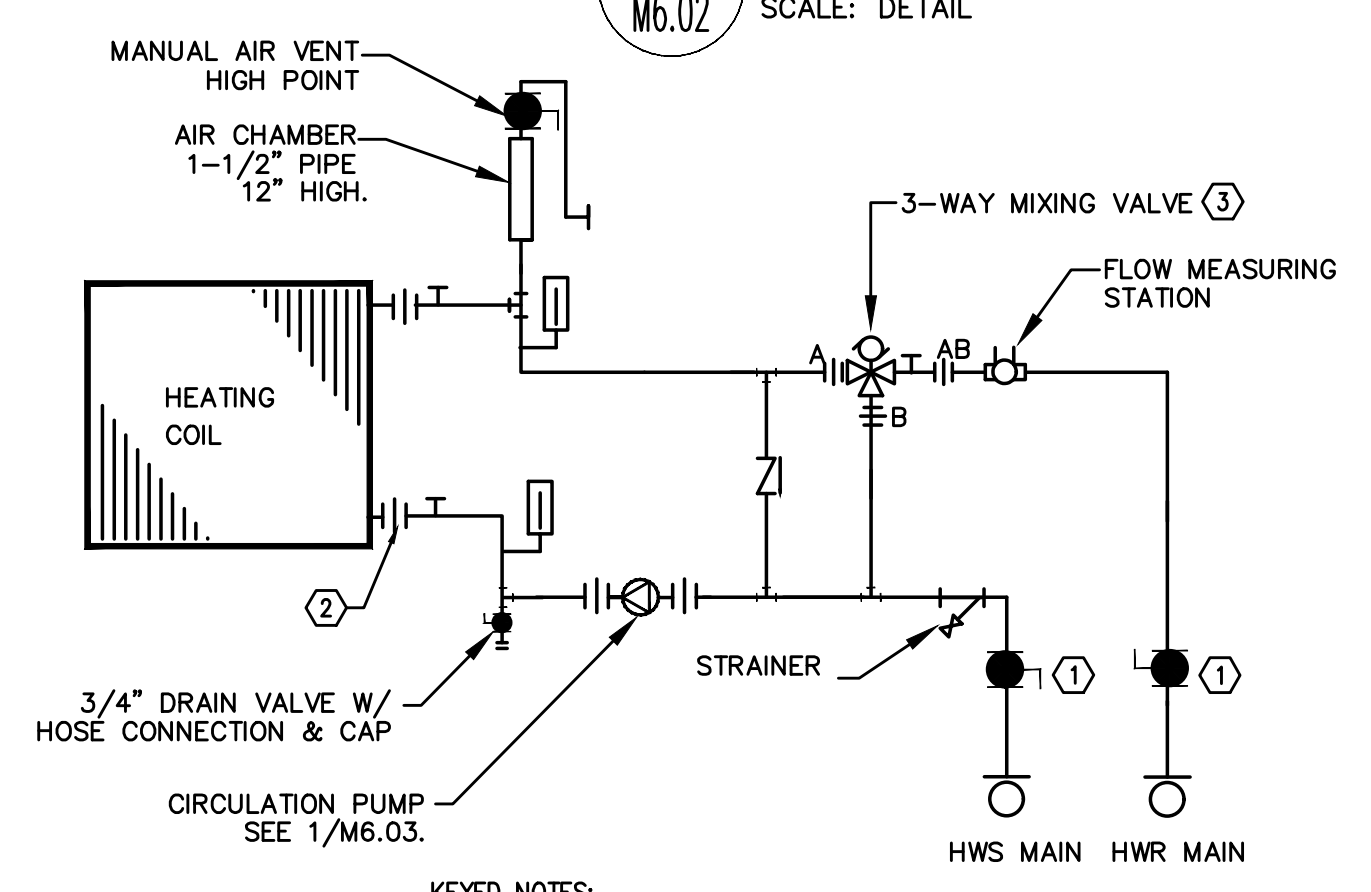 M6.02
SCALE: DETAIL
MANUAL AIR VENT
HIGH POINT
AIR CHAMBER
1-1/2" PIPE
12" HIGH.
3-WAY MIXING VALVE 3
FLOW MEASURING
STATION
A
AB
B
HEATING
COIL
2
STRAINER
1
1
3/4" DRAIN VALVE W/
HOSE CONNECTION & CAP
CIRCULATION PUMP
SEE 1/M6.03.
HWS MAIN
HWR MAIN
KEYED NOTES: